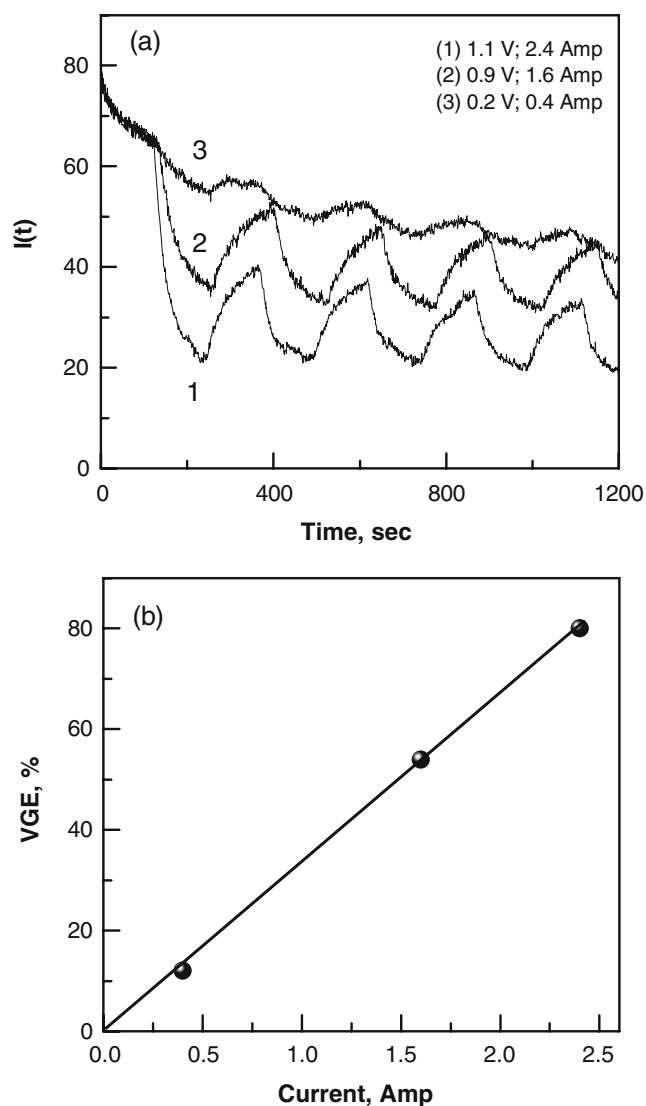 (a)
(1) 1.1 V; 2.4 Amp
(2) 0.9 V; 1.6 Amp
(3) 0.2 V; 0.4 Amp
80
60
40
20
0
I(t)
3
2
1
0 400 800 1200
Time, sec
(b)
80
60
40
20
0
VGE, %
0.0 0.5 1.0 1.5 2.0 2.5
Current, Amp